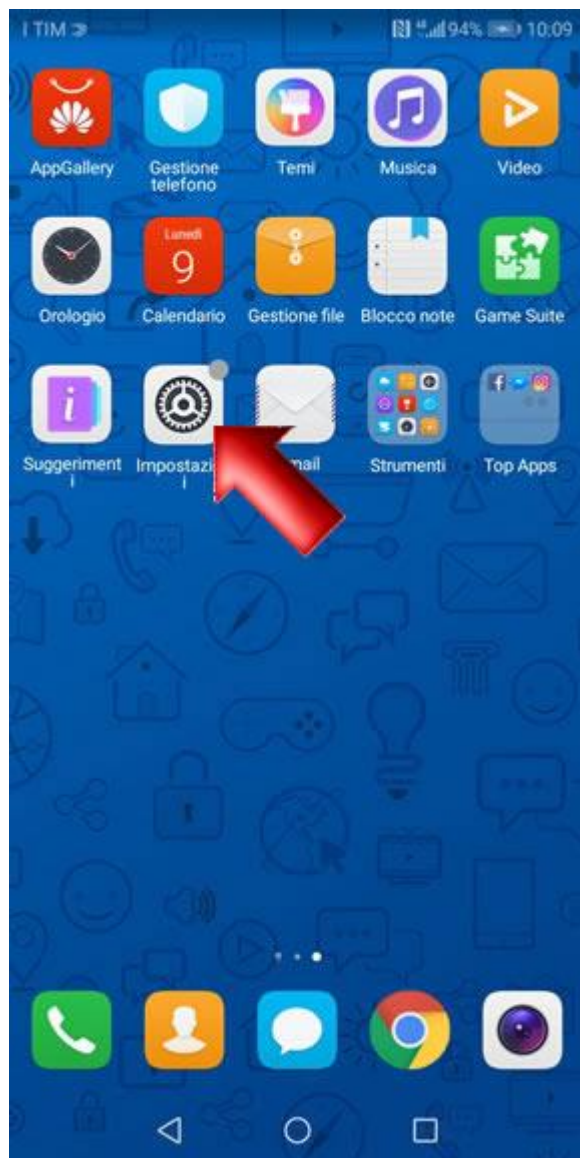 I TIM
94% 10:09
AppGallery
Gestione
telefono
Temi
Musica
Video
Lunedì
9
Orologio
Calendario
Gestione file
Blocco note
Game Suite
i
Suggeriment
i
Impostazi
i
mail
Strumenti
Top Apps